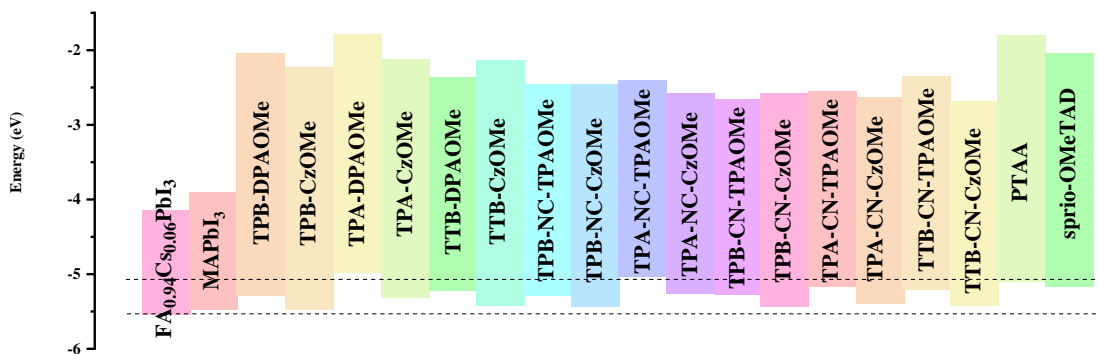 Energy (eV)
-2
-3
-4
-5
-6
FA0.94Cs0.06PbI3
MAPbI3
TPB-DPAOMe
TPB-CzOMe
TPA-DPAOMe
TPA-CzOMe
TTB-DPAOMe
TTB-CzOMe
TPB-NC-TPAOMe
TPB-NC-CzOMe
TPA-NC-TPAOMe
TPA-NC-CzOMe
TPB-CN-TPAOMe
TPB-CN-CzOMe
TPA-CN-TPAOMe
TPA-CN-CzOMe
TTB-CN-TPAOMe
TTB-CN-CzOMe
PTAA
sprio-OMeTAD